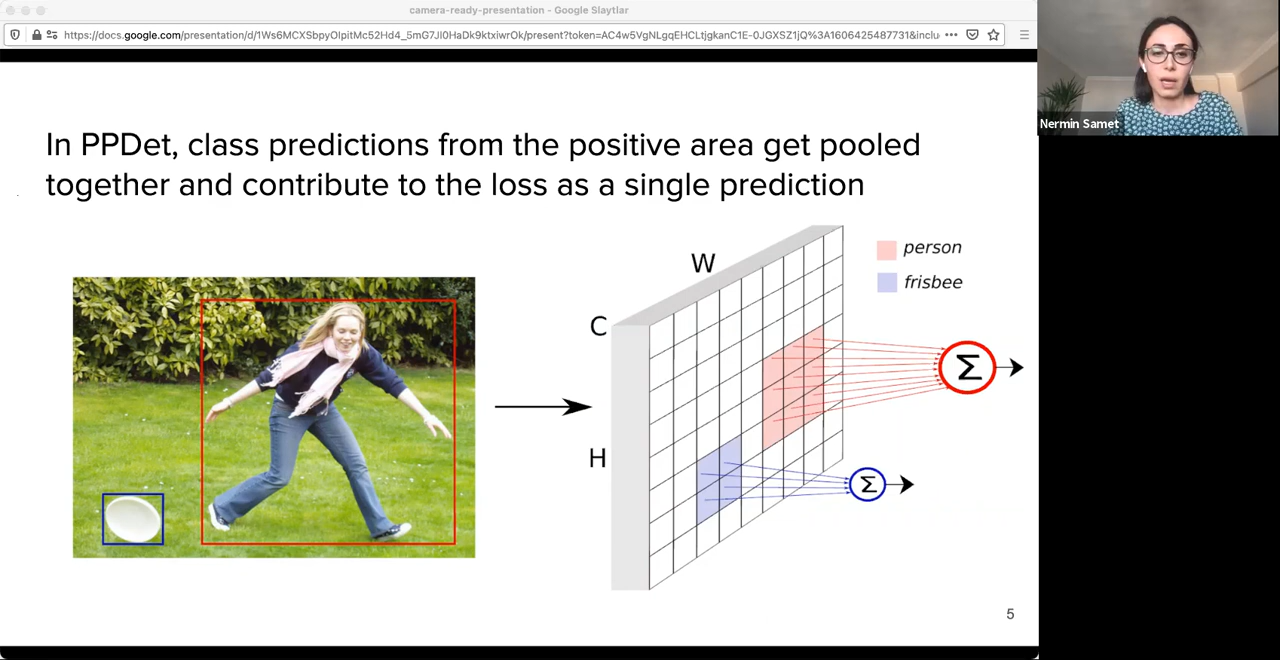 camera-ready-presentation - Google Slaytlar
https://docs.google.com/presentation/d/1Ws6MCXSbpyOIpitMc52Hd4_5mG7JI0HaDk9ktxiwrOk/present?token=AC4w5VgNLgqEHCLtjgkanC1E-0JGXSZ1jQ%3A1606425487731&inclu
Nermin Samet
In PPDet, class predictions from the positive area get pooled
together and contribute to the loss as a single prediction
W
person
frisbee
C
Σ
H
Σ
5